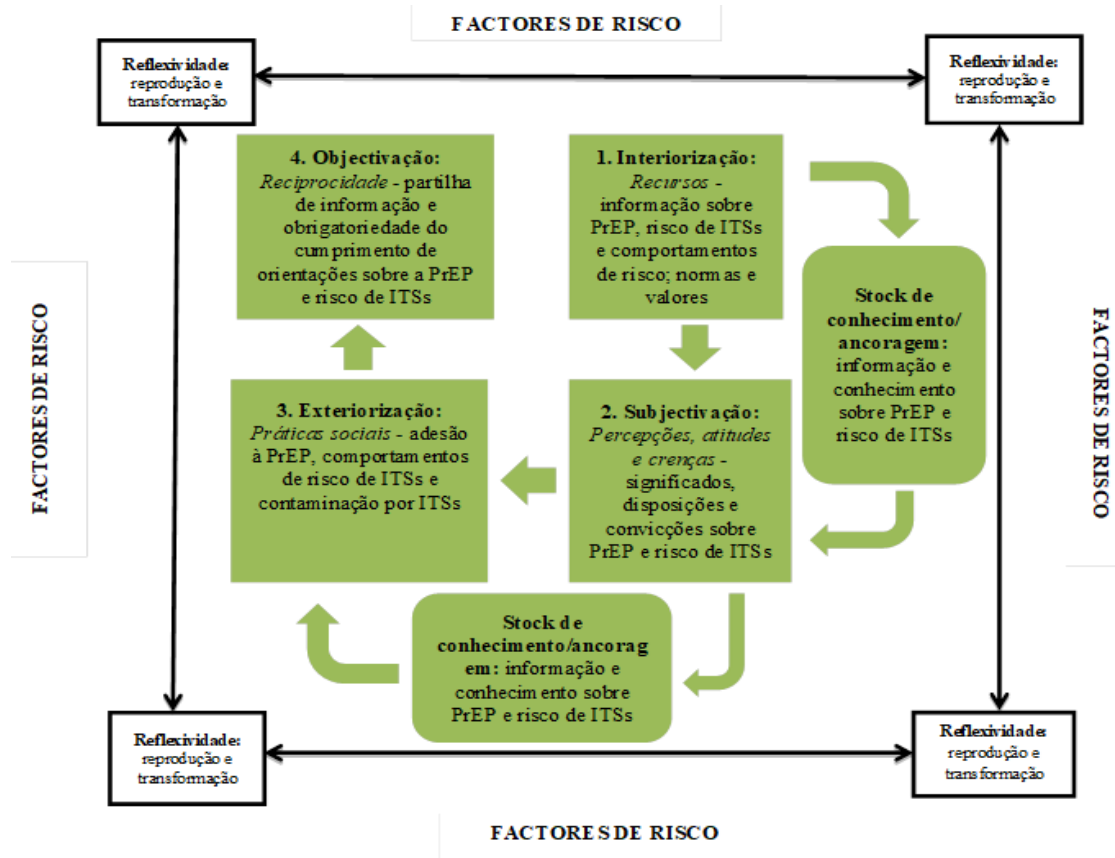 FACTORES DE RISCO
Reflexividade:
reprodução e
transformação
Reflexividade:
reprodução e
transformação
4. Objectivação:
Reciprocidade - partilha
de informação e
obrigatoriedade do
cumprimento de
orientações sobre a PrEP
e risco de ITSs
1. Interiorização:
Recursos -
informação sobre
PrEP, risco de ITSs
e comportamentos
de risco; normas e
valores
Stock de
conhecimento/
ancoragem:
informação e
conhecimento
sobre PrEP e
risco de ITSs
FACTORES DE RISCO
FACTORES DE RISCO
3. Exteriorização:
Práticas sociais - adesão
à PrEP, comportamentos
de risco de ITSs e
contaminação por ITSs
2. Subjectivação:
Percepções, atitudes
e crenças -
significados,
disposições e
convicções sobre
PrEP e risco de ITSs
Stock de
conhecimento/ancorag
em: informação e
conhecimento sobre
PrEP e risco de ITSs
Reflexividade:
reprodução e
transformação
Reflexividade:
reprodução e
transformação
FACTORES DE RISCO